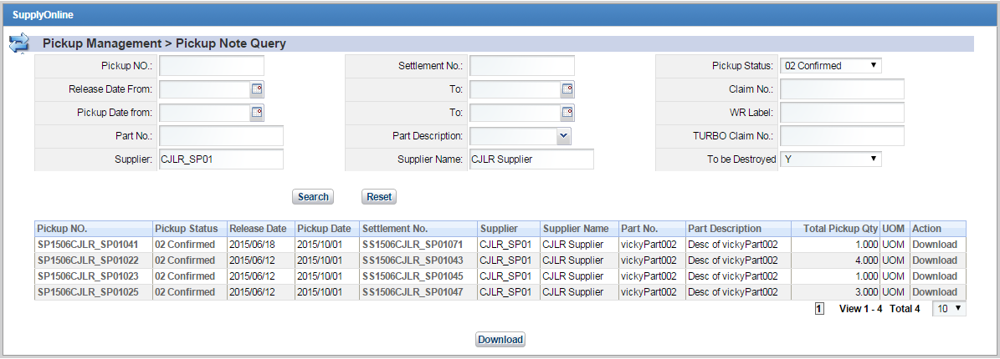 SupplyOnline
Pickup Management > Pickup Note Query
Pickup NO.: Settlement No.: Pickup Status: 02 Confirmed
Release Date From: To: Claim No.:
Pickup Date from: To: WR Label:
Part No.: Part Description: TURBO Claim No.:
Supplier: CJLR_SP01 Supplier Name: CJLR Supplier To be Destroyed Y
Search Reset
Pickup NO. Pickup Status Release Date Pickup Date Settlement No. Supplier Supplier Name Part No. Part Description Total Pickup Qty UOM Action
SP1506CJLR_SP01041 02 Confirmed 2015/06/18 2015/10/01 SS1506CJLR_SP01071 CJLR_SP01 CJLR Supplier vickyPart002 Desc of vickyPart002 1.000 UOM Download
SP1506CJLR_SP01022 02 Confirmed 2015/06/12 2015/10/01 SS1506CJLR_SP01043 CJLR_SP01 CJLR Supplier vickyPart002 Desc of vickyPart002 4.000 UOM Download
SP1506CJLR_SP01023 02 Confirmed 2015/06/12 2015/10/01 SS1506CJLR_SP01045 CJLR_SP01 CJLR Supplier vickyPart002 Desc of vickyPart002 1.000 UOM Download
SP1506CJLR_SP01025 02 Confirmed 2015/06/12 2015/10/01 SS1506CJLR_SP01047 CJLR_SP01 CJLR Supplier vickyPart002 Desc of vickyPart002 3.000 UOM Download
1 View 1 - 4 Total 4 10
Download